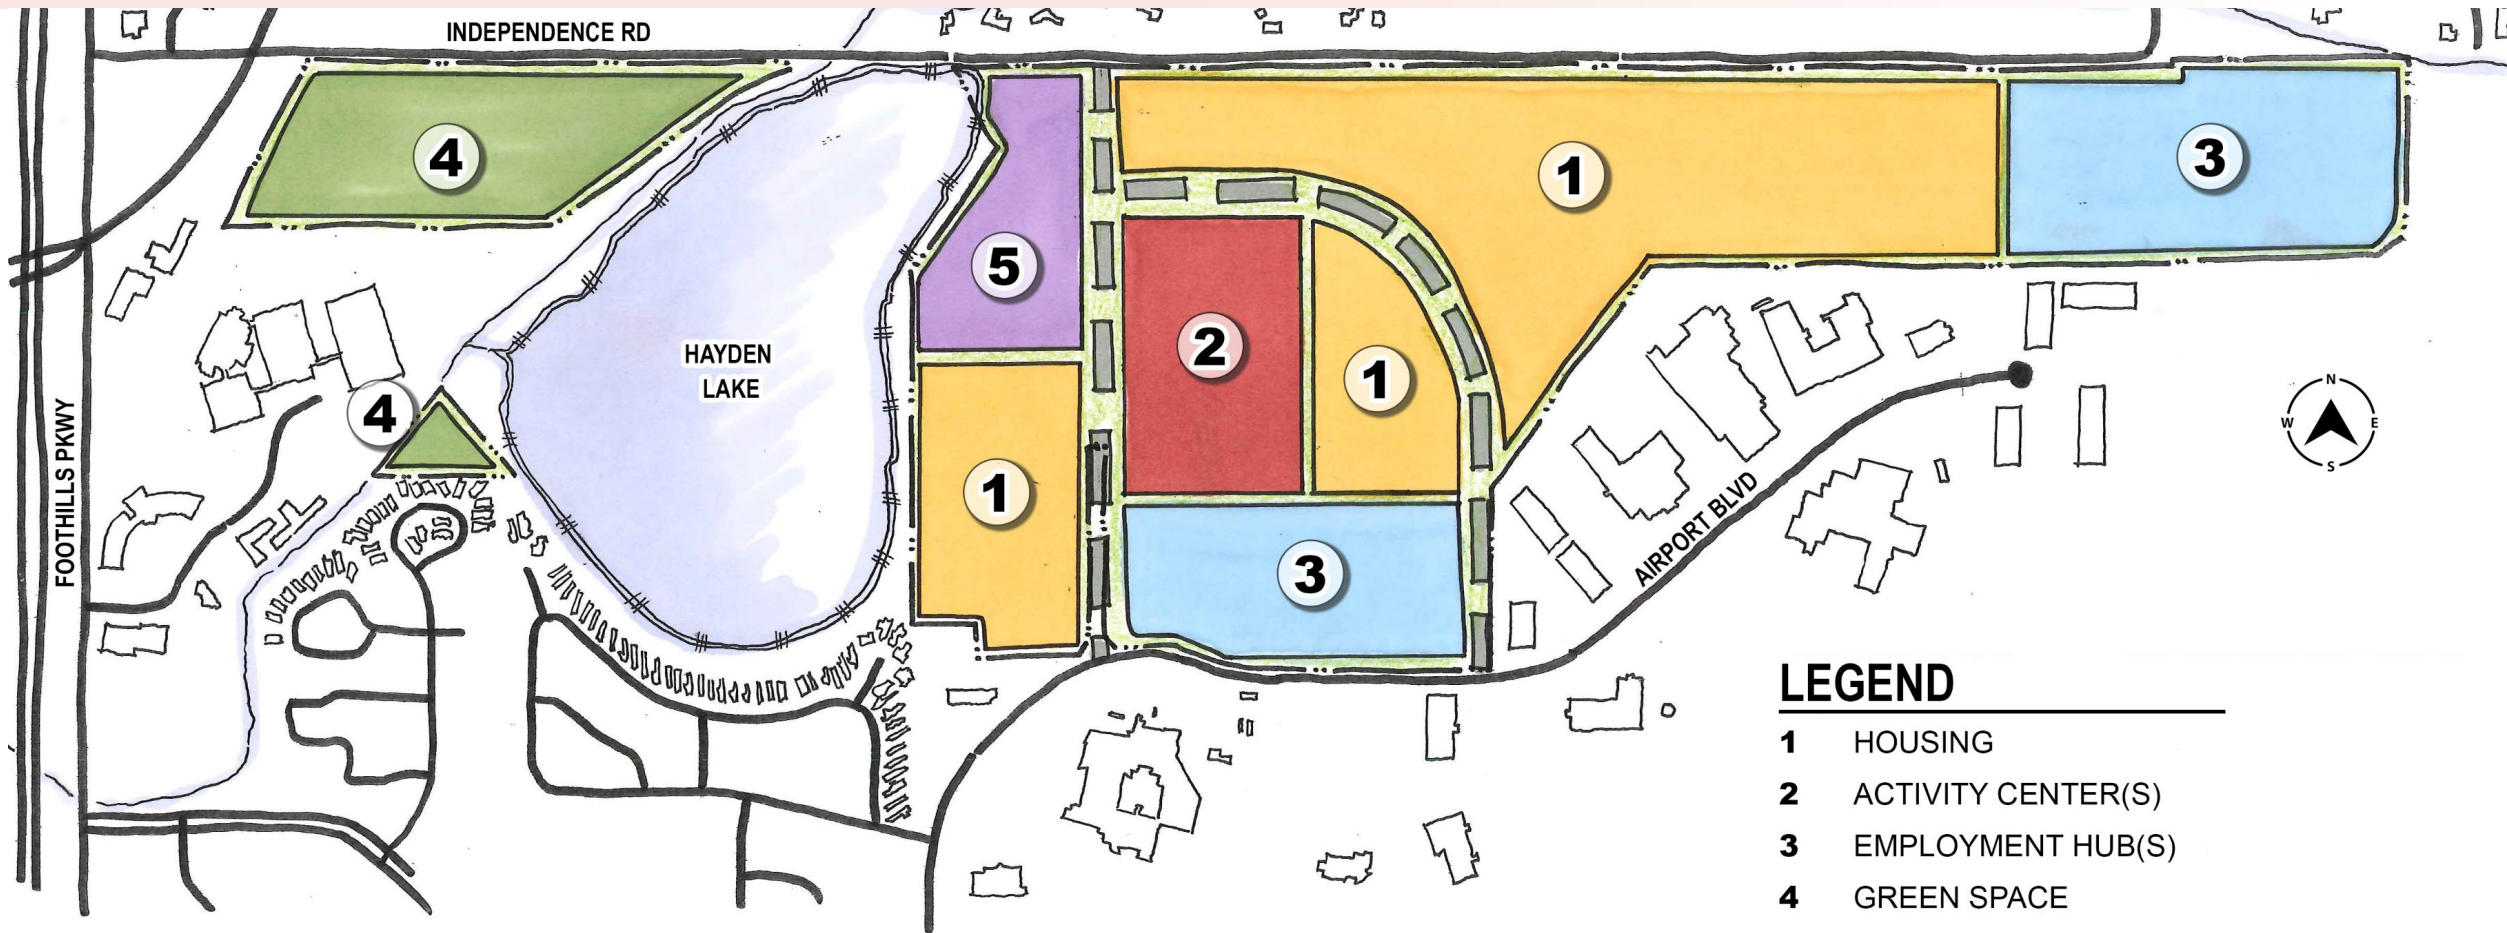 INDEPENDENCE RD
4
3
1
5
HAYDEN
LAKE
2
1
4
FOOTHILLS PKWY
N
W E
S
1
3
AIRPORT BLVD
LEGEND
1 HOUSING
2 ACTIVITY CENTER(S)
3 EMPLOYMENT HUB(S)
4 GREEN SPACE